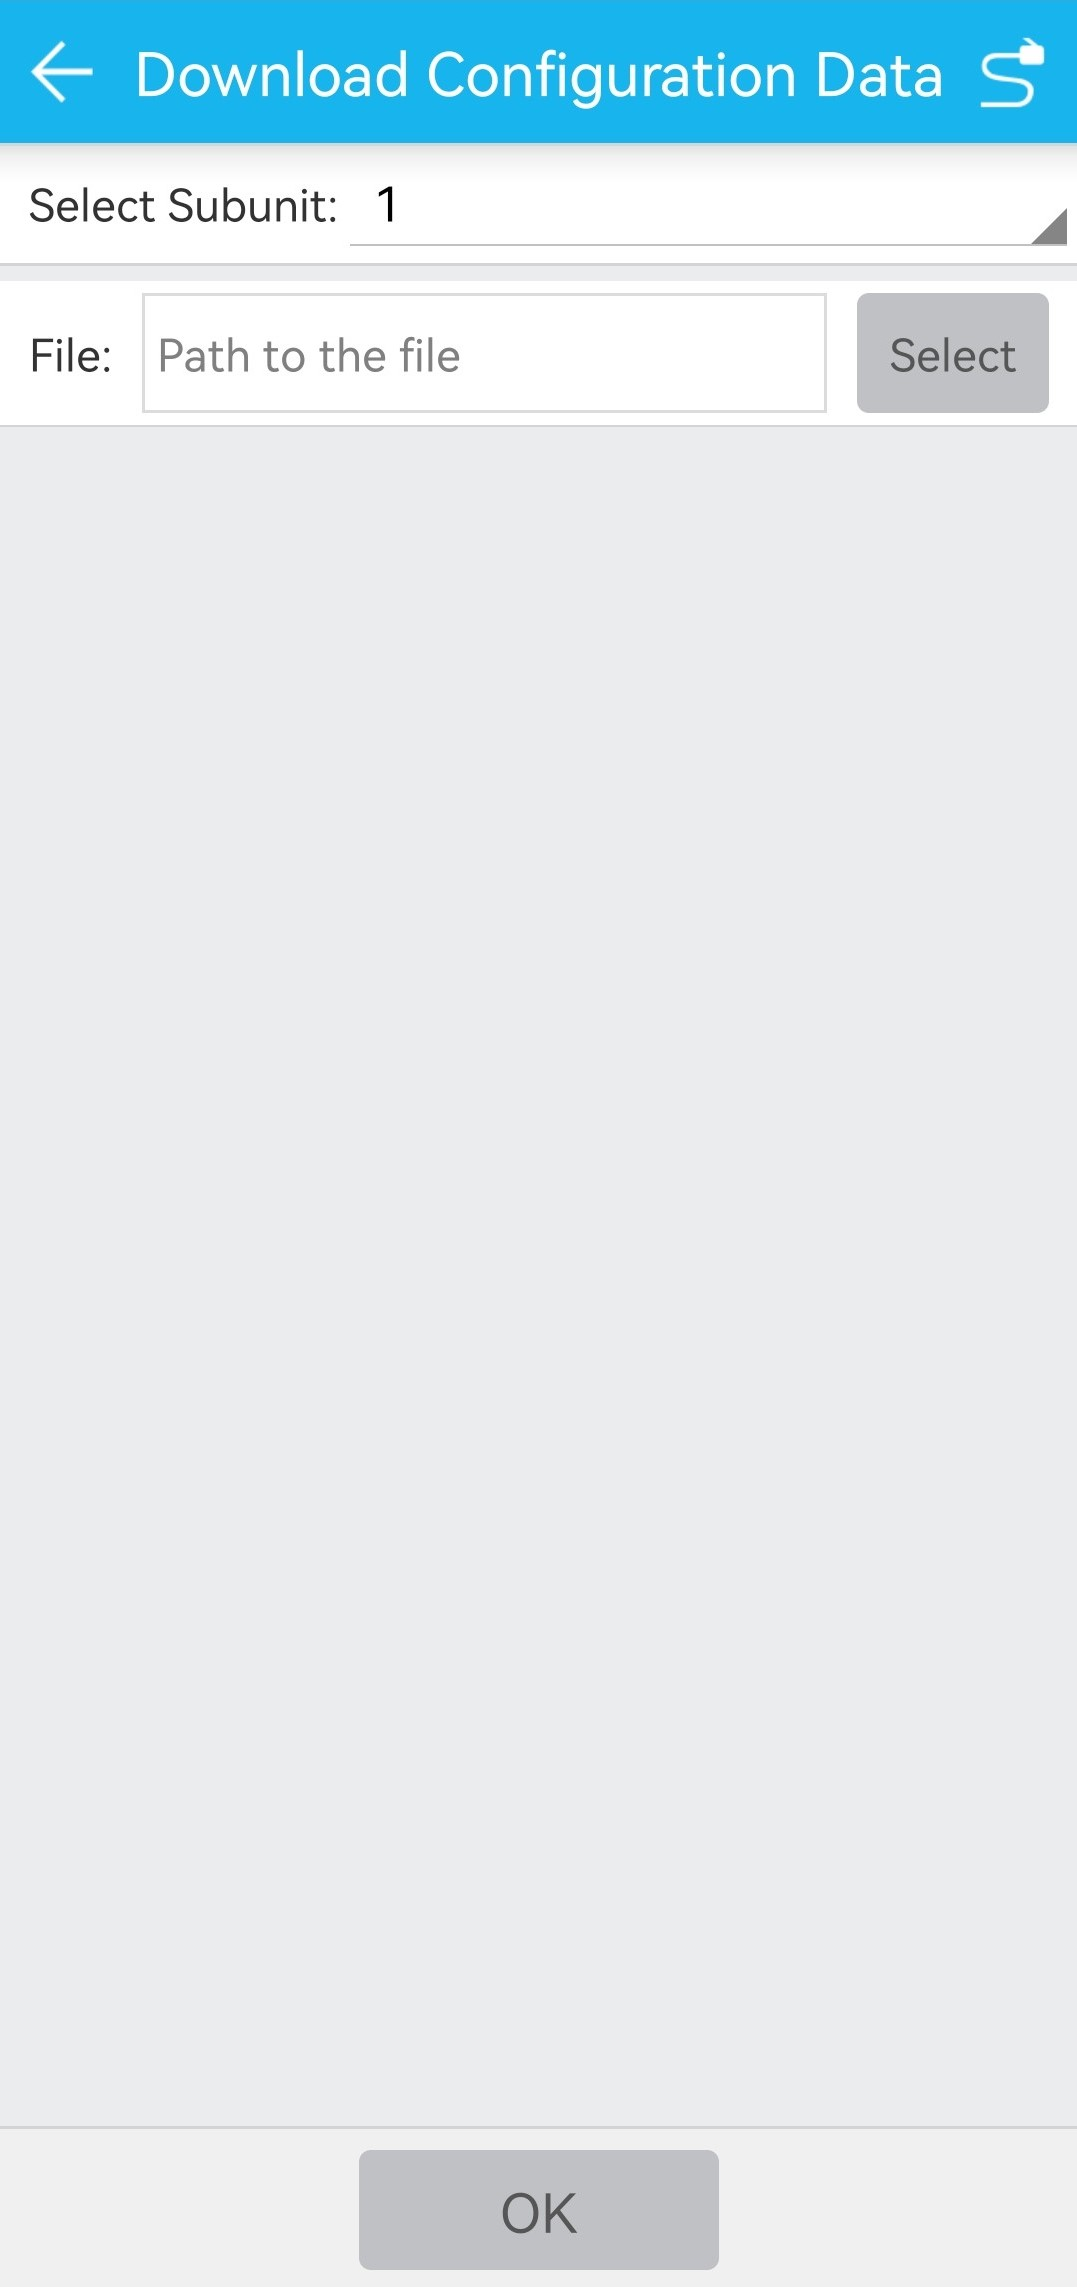 Download Configuration Data
Select Subunit: 1
File: Path to the file Select
OK